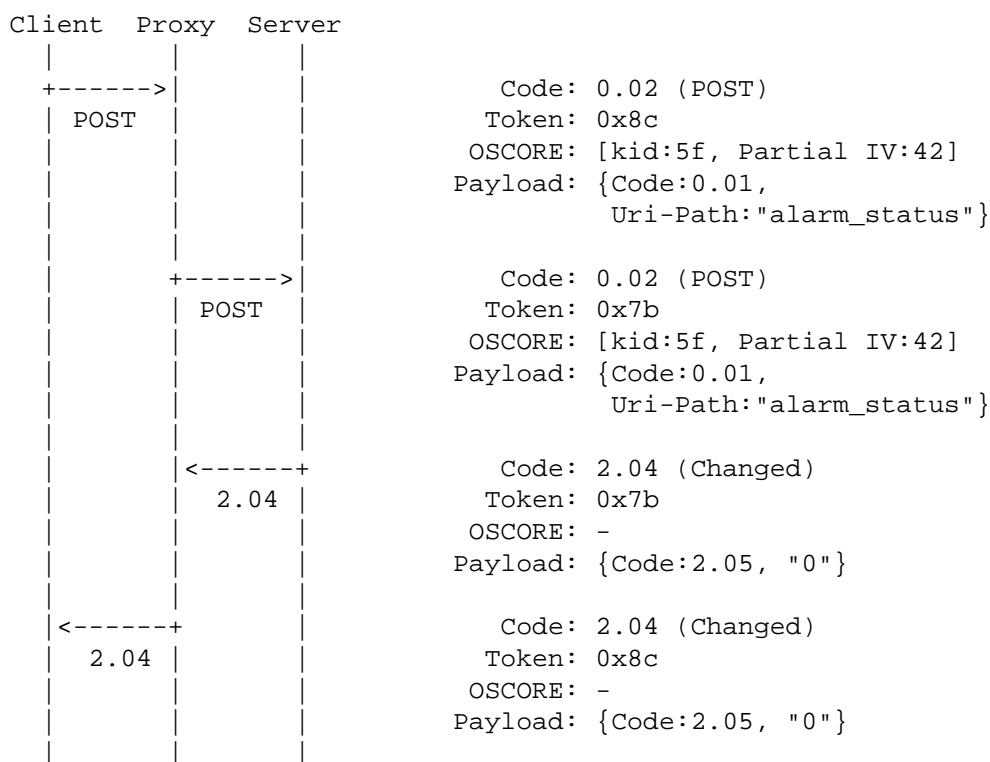 Client  Proxy  Server
  |       |       |
  +------>|       |            Code: 0.02 (POST)
  | POST  |       |           Token: 0x8c
  |       |       |          OSCORE: [kid:5f, Partial IV:42]
  |       |       |         Payload: {Code:0.01,
  |       |       |                   Uri-Path:"alarm_status"}
  |       |       |
  |       +------>|            Code: 0.02 (POST)
  |       | POST  |           Token: 0x7b
  |       |       |          OSCORE: [kid:5f, Partial IV:42]
  |       |       |         Payload: {Code:0.01,
  |       |       |                   Uri-Path:"alarm_status"}
  |       |       |
  |       |<------+            Code: 2.04 (Changed)
  |       |  2.04 |           Token: 0x7b
  |       |       |          OSCORE: -
  |       |       |         Payload: {Code:2.05, "0"}
  |       |       |
  |<------+       |            Code: 2.04 (Changed)
  |  2.04 |       |           Token: 0x8c
  |       |       |          OSCORE: -
  |       |       |         Payload: {Code:2.05, "0"}
  |       |       |